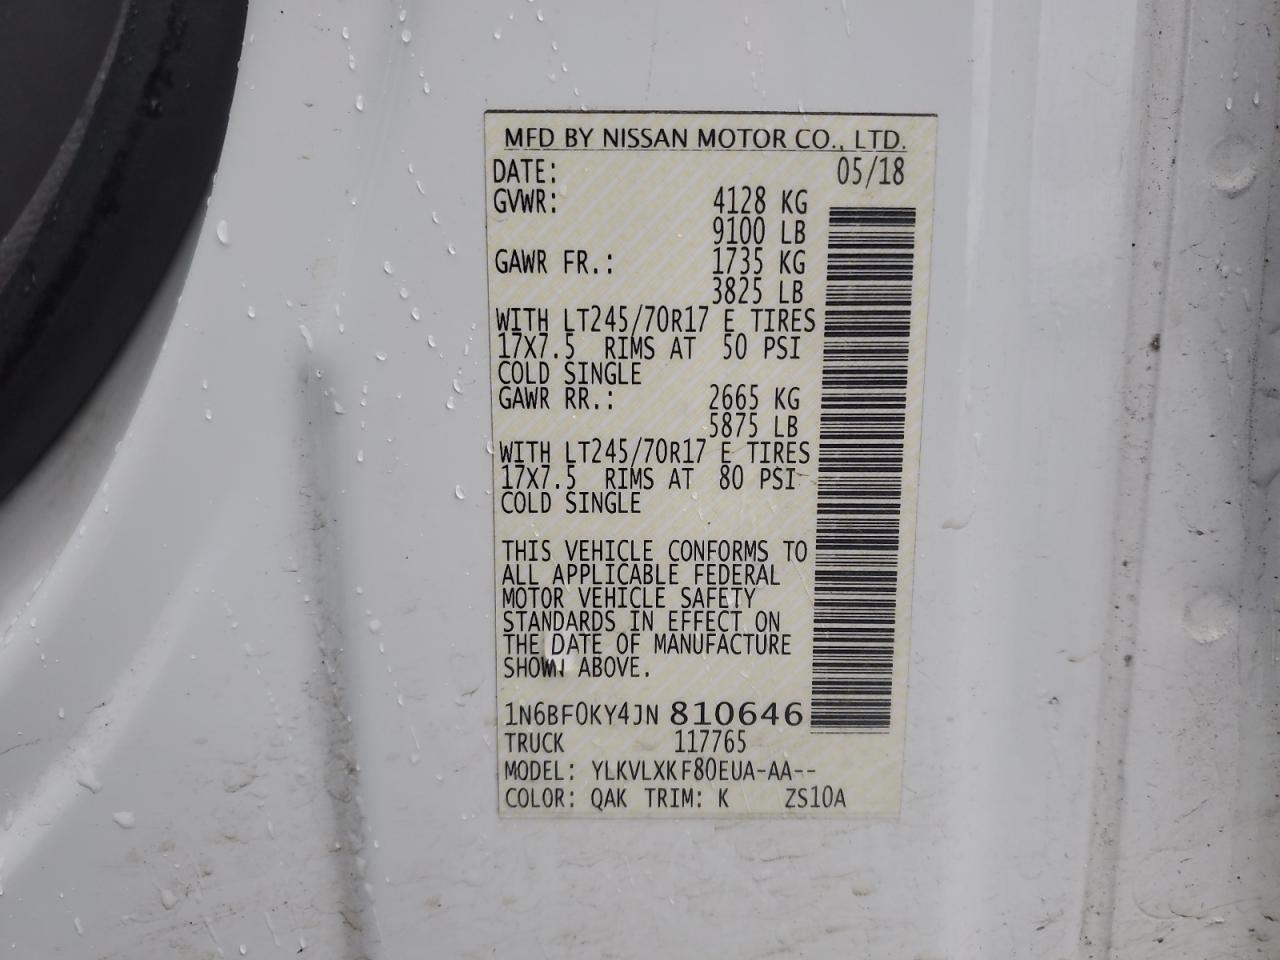 MFD BY NISSAN MOTOR CO., LTD.
DATE: 05/18
GVWR: 4128 KG
9100 LB
GAWR FR.: 1735 KG
3825 LB
WITH LT245/70R17 E TIRES
17X7.5 RIMS AT 50 PSI
COLD SINGLE
GAWR RR.: 2665 KG
5875 LB
WITH LT245/70R17 E TIRES
17X7.5 RIMS AT 80 PSI
COLD SINGLE
THIS VEHICLE CONFORMS TO
ALL APPLICABLE FEDERAL
MOTOR VEHICLE SAFETY
STANDARDS IN EFFECT ON
THE DATE OF MANUFACTURE
SHOWN ABOVE.
1N6BF0KY4JN810646
TRUCK 117765
MODEL: YLKVLXKF80EUA-AA--
COLOR: QAK TRIM: K ZS10A